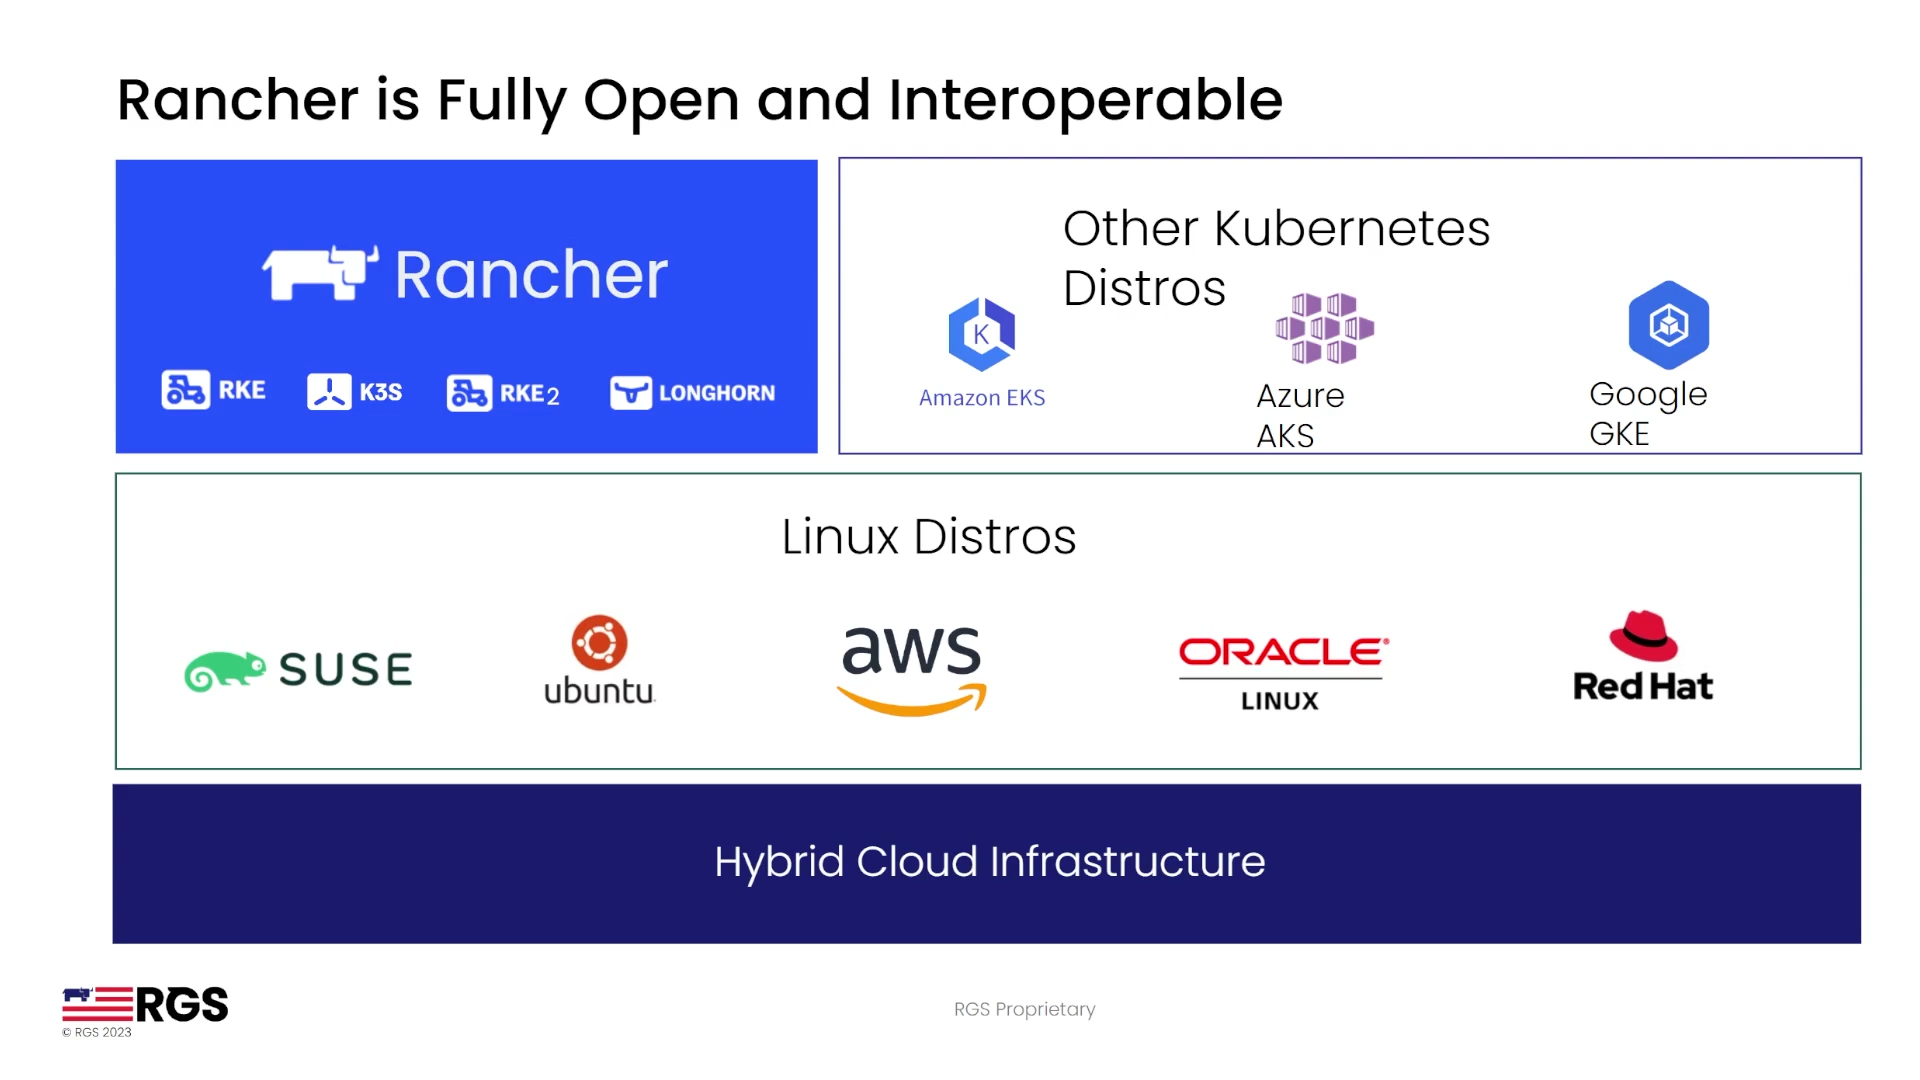 Rancher is Fully Open and Interoperable
Rancher
RKE
K3S
RKE2
LONGHORN
Other Kubernetes
Distros
K
Amazon EKS
Azure
AKS
Google
GKE
Linux Distros
SUSE
ubuntu
aws
ORACLE®
LINUX
Red Hat
Hybrid Cloud Infrastructure
RGS
© RGS 2023
RGS Proprietary